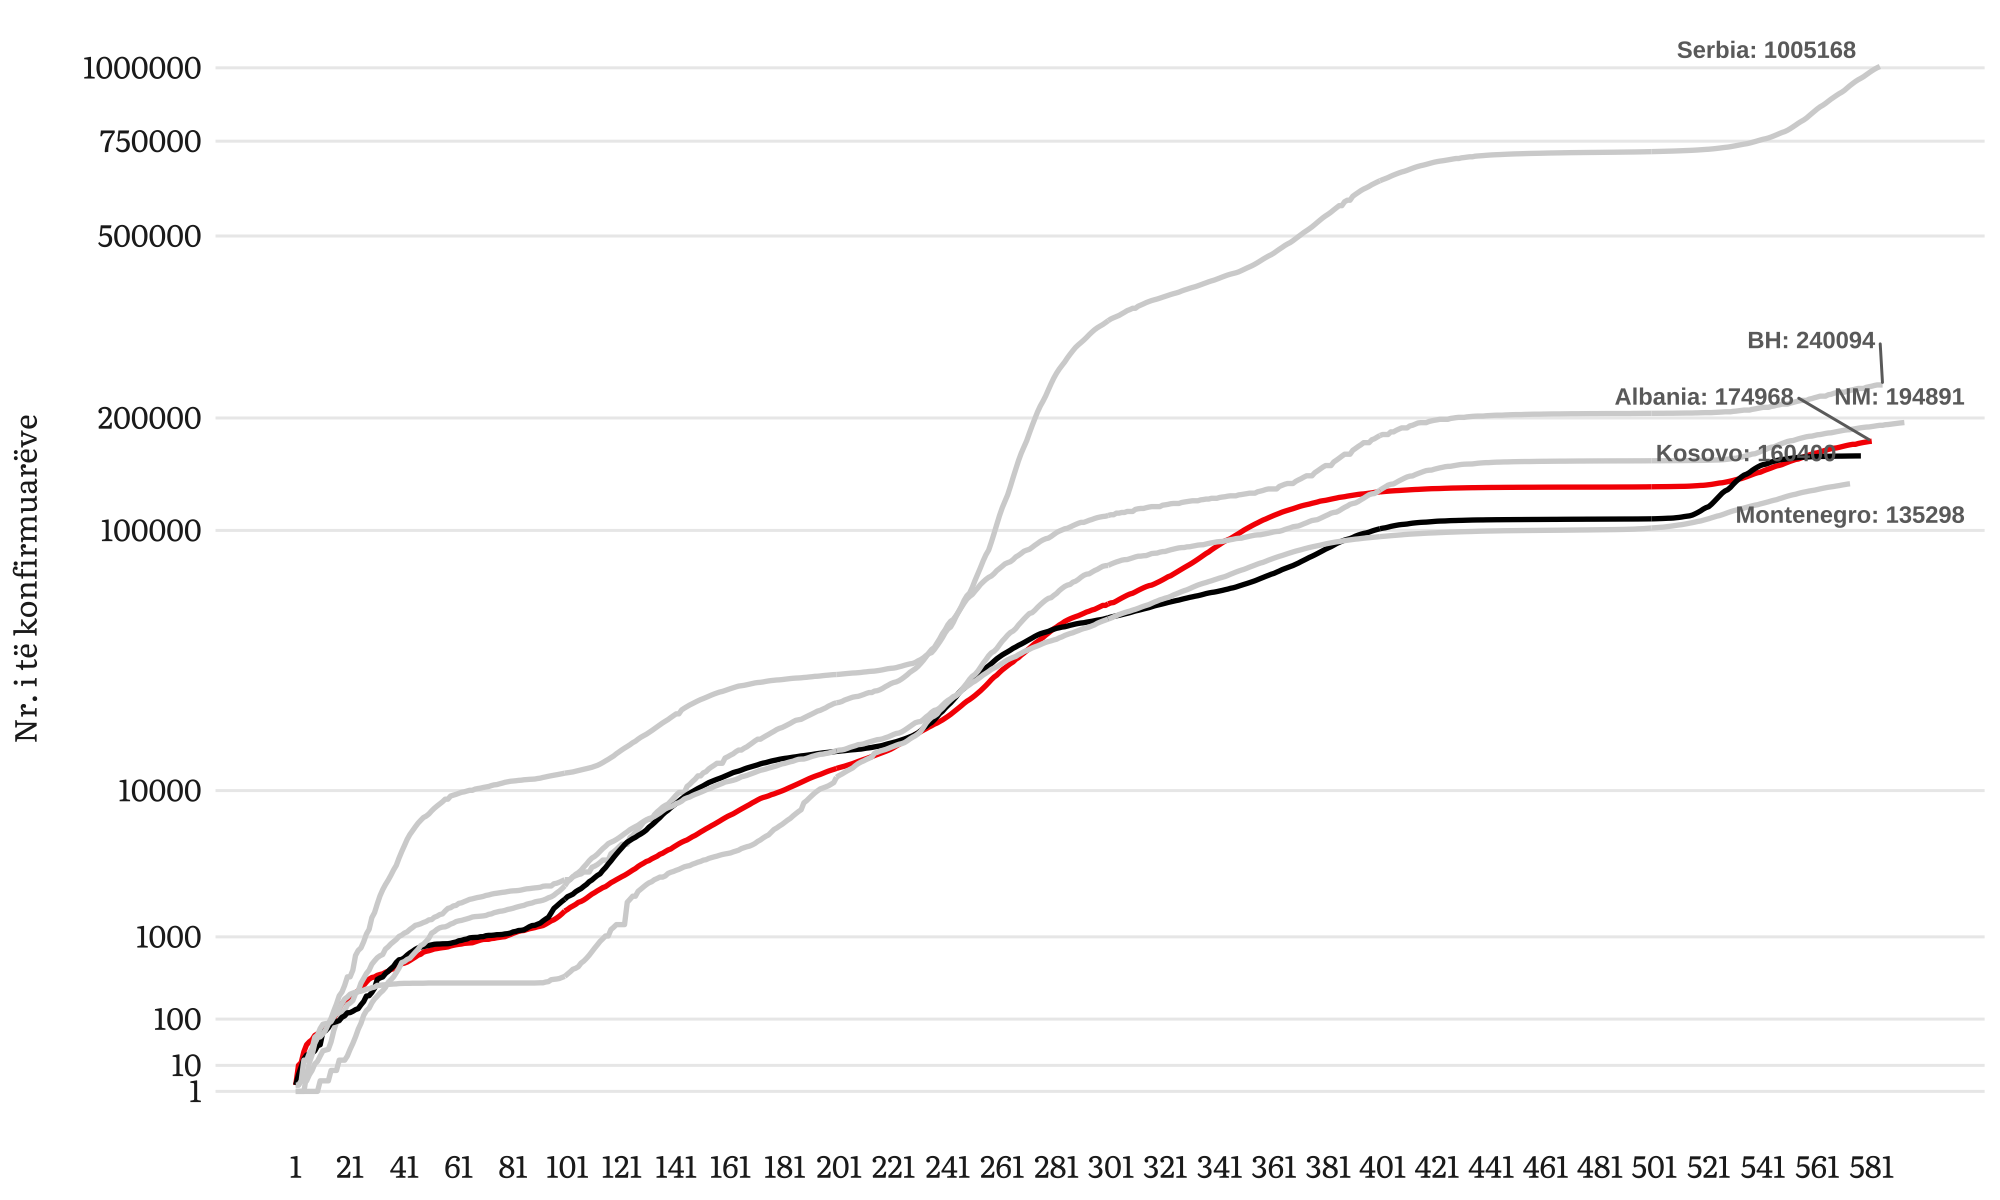 Serbia: 1005168
1000000
750000
500000
BH: 240094
Albania: 174968
NM: 194891
200000
Kosovo: 160400
Montenegro: 135298
100000
10000
1000
100
10
1
Nr. i të konfirmuarëve
1 21 41 61 81 101 121 141 161 181 201 221 241 261 281 301 321 341 361 381 401 421 441 461 481 501 521 541 561 581